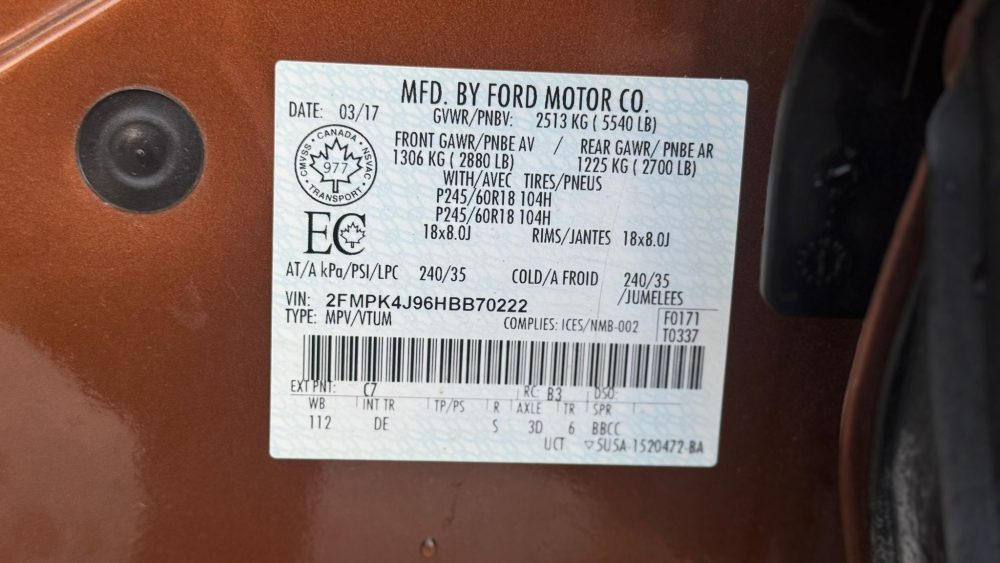 MFD. BY FORD MOTOR CO.
DATE: 03/17
GVWR/PNBV: 2513 KG ( 5540 LB)
FRONT GAWR/PNBE AV / REAR GAWR/ PNBE AR
1306 KG ( 2880 LB) 1225 KG ( 2700 LB)
WITH/AVEC TIRES/PNEUS
P245/60R18 104H
P245/60R18 104H
18x8.0J RIMS/JANTES 18x8.0J
CANADA
CMVSS NSVAC
977
TRANSPORT
EC
AT/A kPa/PSI/LPC 240/35 COLD/A FROID 240/35
/JUMELEES
VIN: 2FMPK4J96HBB70222
TYPE: MPV/VTUM COMPLIES: ICES/NMB-002
F0171
T0337
EXT PNT: C7 RC: B3 DSO:
WB INT TR TP/PS R AXLE TR SPR
112 DE S 3D 6 BBCC
UCT 5U5A-1520472-BA